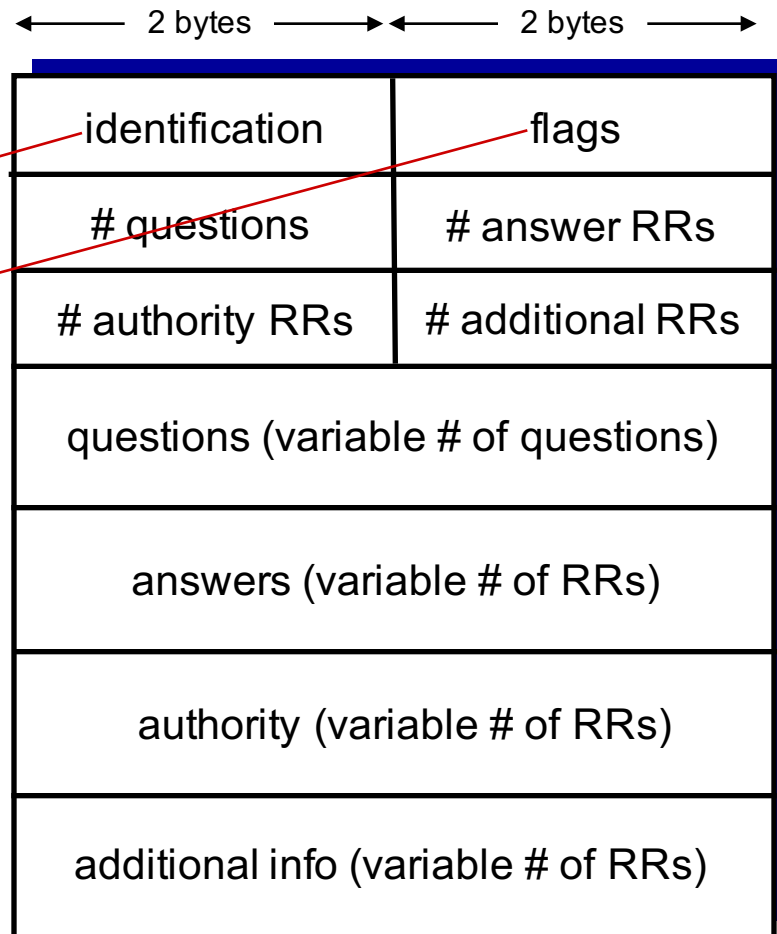 2 bytes 2 bytes
identification flags
# questions # answer RRs
# authority RRs # additional RRs
questions (variable # of questions)
answers (variable # of RRs)
authority (variable # of RRs)
additional info (variable # of RRs)